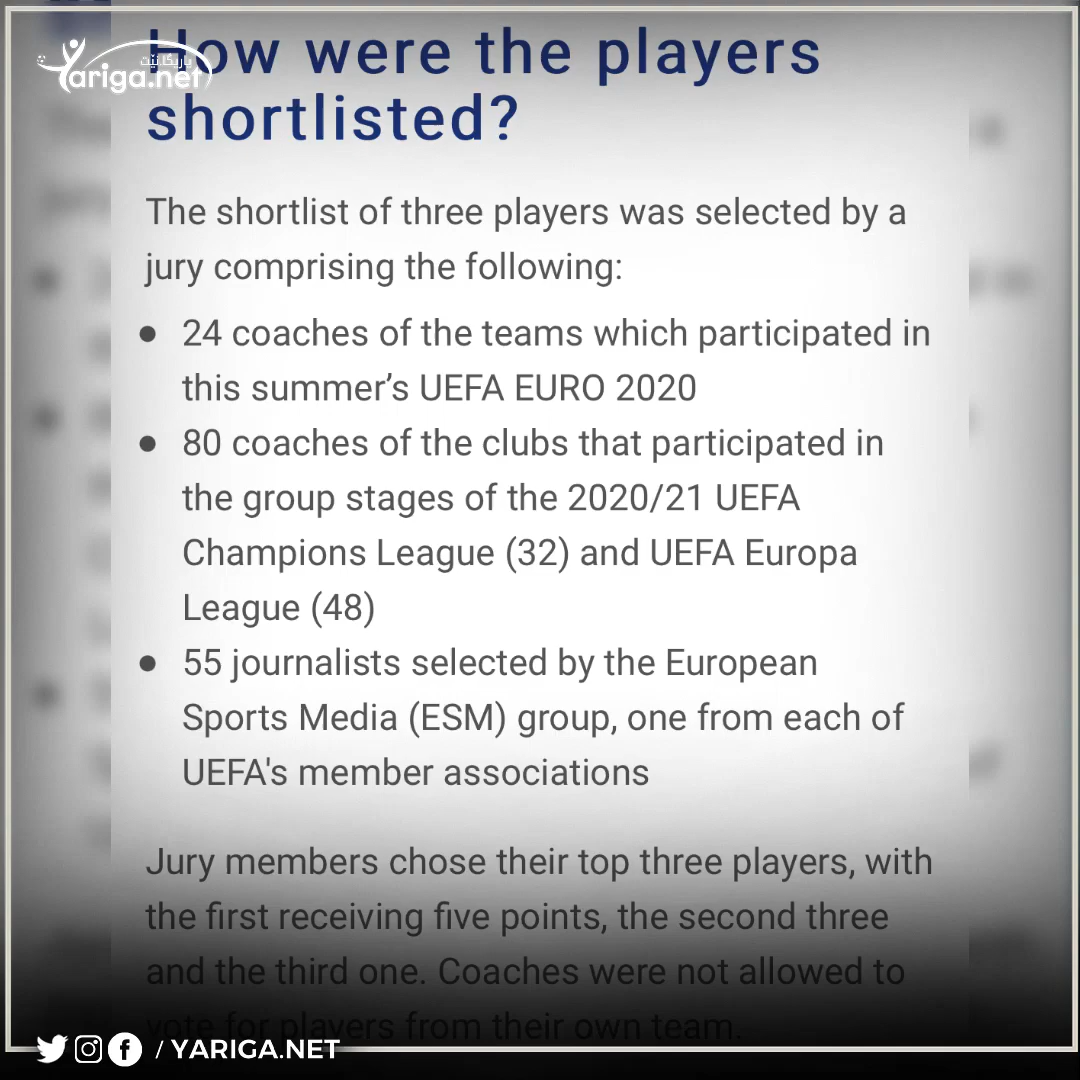 How were the players
یاریگا.نێت
Yariga.net
shortlisted?
The shortlist of three players was selected by a
jury comprising the following:
● 24 coaches of the teams which participated in
this summer’s UEFA EURO 2020
● 80 coaches of the clubs that participated in
the group stages of the 2020/21 UEFA
Champions League (32) and UEFA Europa
League (48)
● 55 journalists selected by the European
Sports Media (ESM) group, one from each of
UEFA's member associations
Jury members chose their top three players, with
the first receiving five points, the second three
and the third one. Coaches were not allowed to
vote for players from their own team.
/ YARIGA.NET